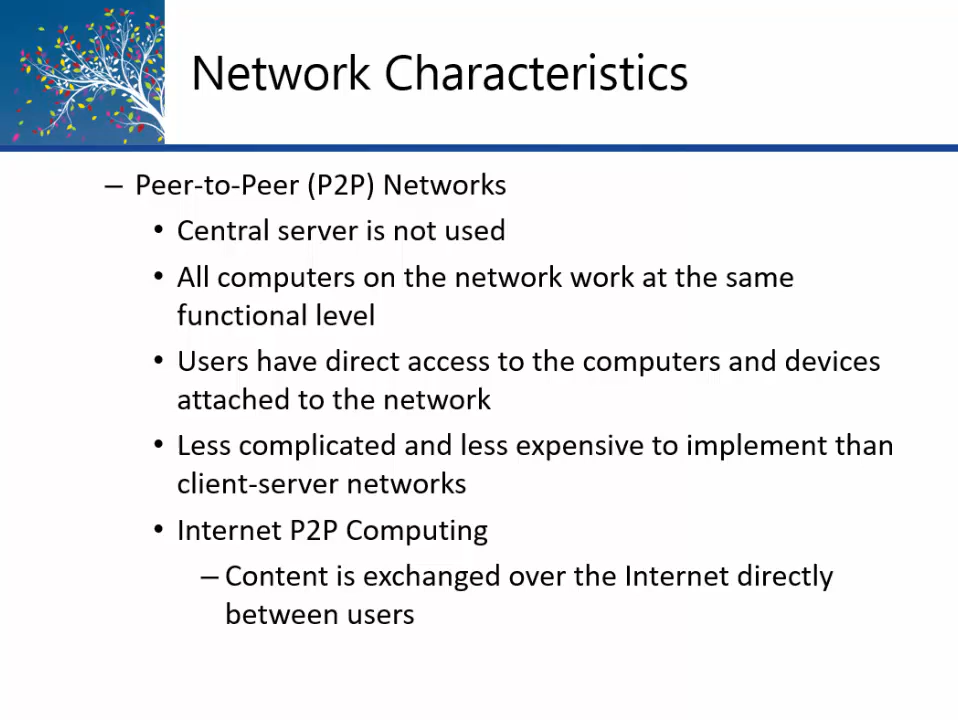 Network Characteristics
– Peer-to-Peer (P2P) Networks
• Central server is not used
• All computers on the network work at the same
functional level
• Users have direct access to the computers and devices
attached to the network
• Less complicated and less expensive to implement than
client-server networks
• Internet P2P Computing
– Content is exchanged over the Internet directly
between users